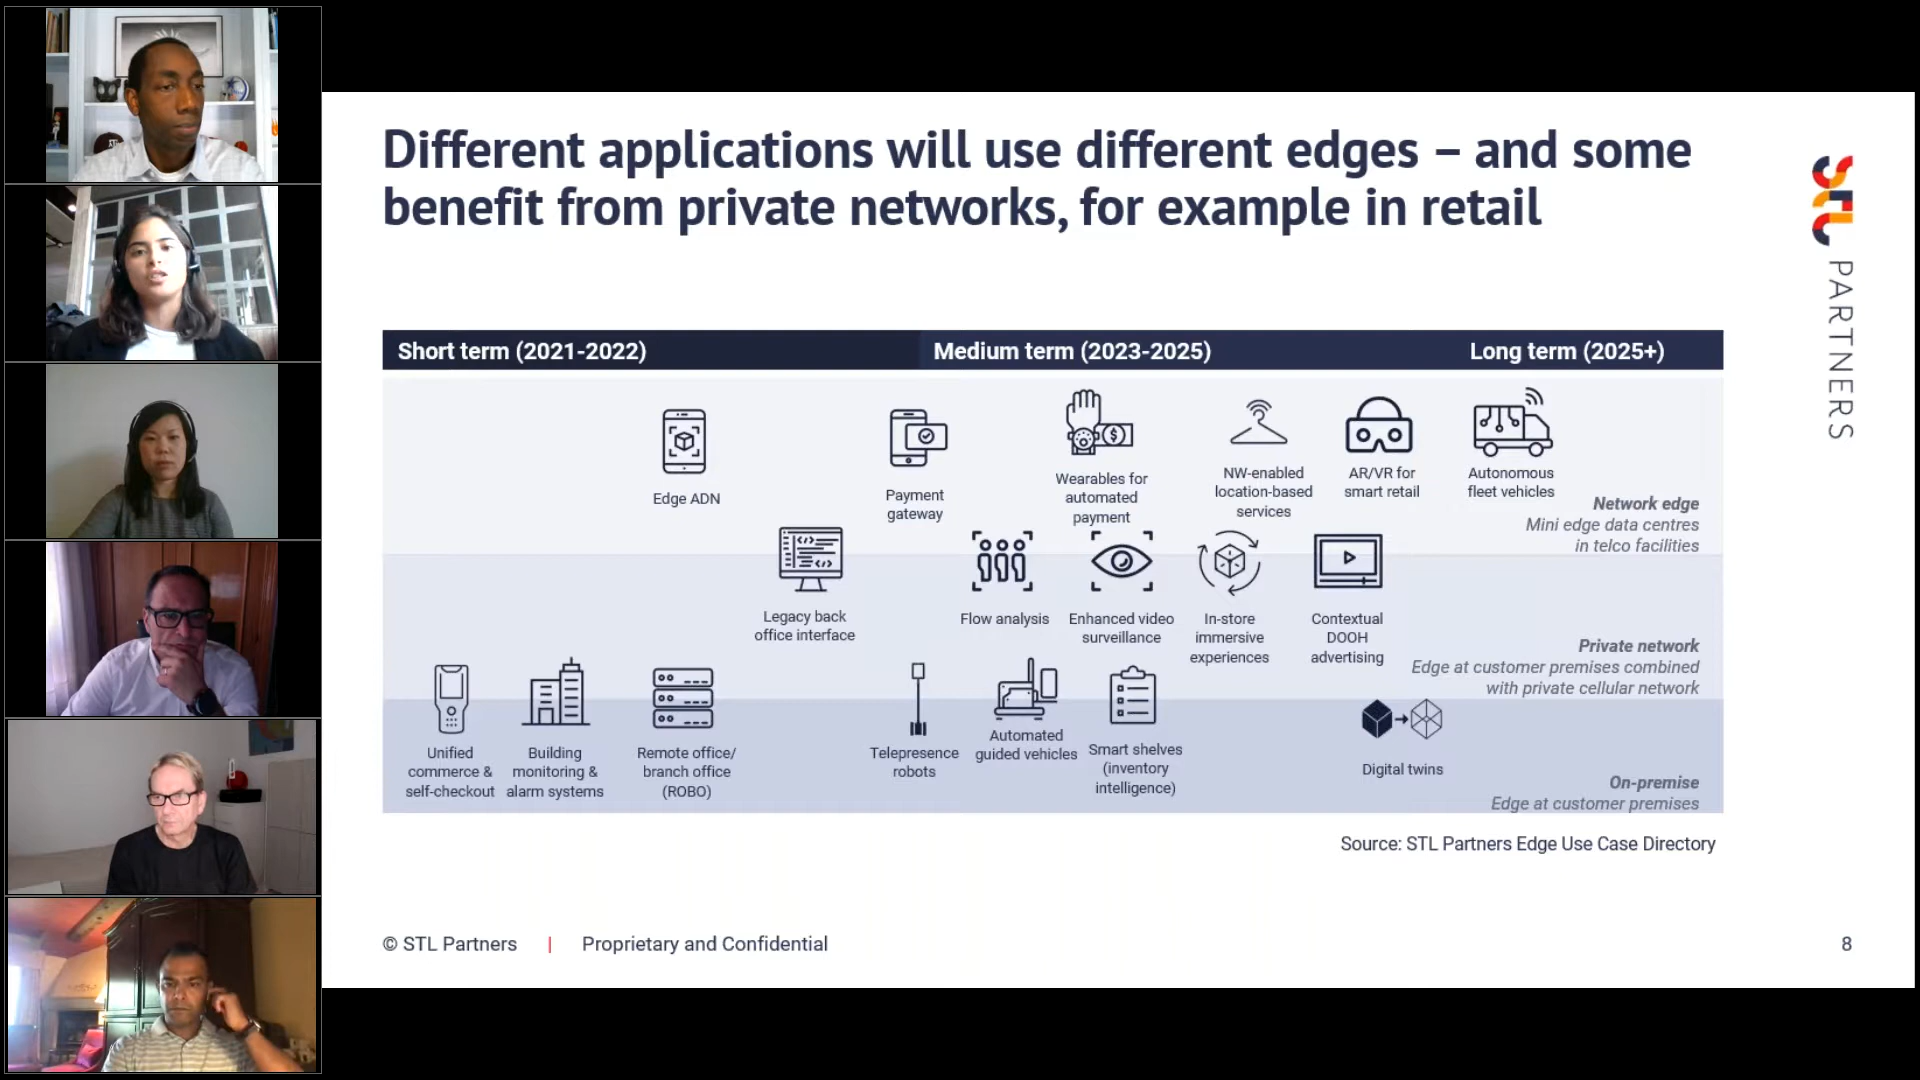 Different applications will use different edges – and some
benefit from private networks, for example in retail
STL
PARTNERS
Short term (2021-2022)
Medium term (2023-2025)
Long term (2025+)
Edge ADN
Payment
gateway
Wearables for
automated
payment
NW-enabled
location-based
services
AR/VR for
smart retail
Autonomous
fleet vehicles
Network edge
Mini edge data centres
in telco facilities
Legacy back
office interface
Flow analysis
Enhanced video
surveillance
In-store
immersive
experiences
Contextual
DOOH
advertising
Private network
Edge at customer premises combined
with private cellular network
Unified
commerce &
self-checkout
Building
monitoring &
alarm systems
Remote office/
branch office
(ROBO)
Telepresence
robots
Automated
guided vehicles
Smart shelves
(inventory
intelligence)
Digital twins
On-premise
Edge at customer premises
Source: STL Partners Edge Use Case Directory
© STL Partners | Proprietary and Confidential
8